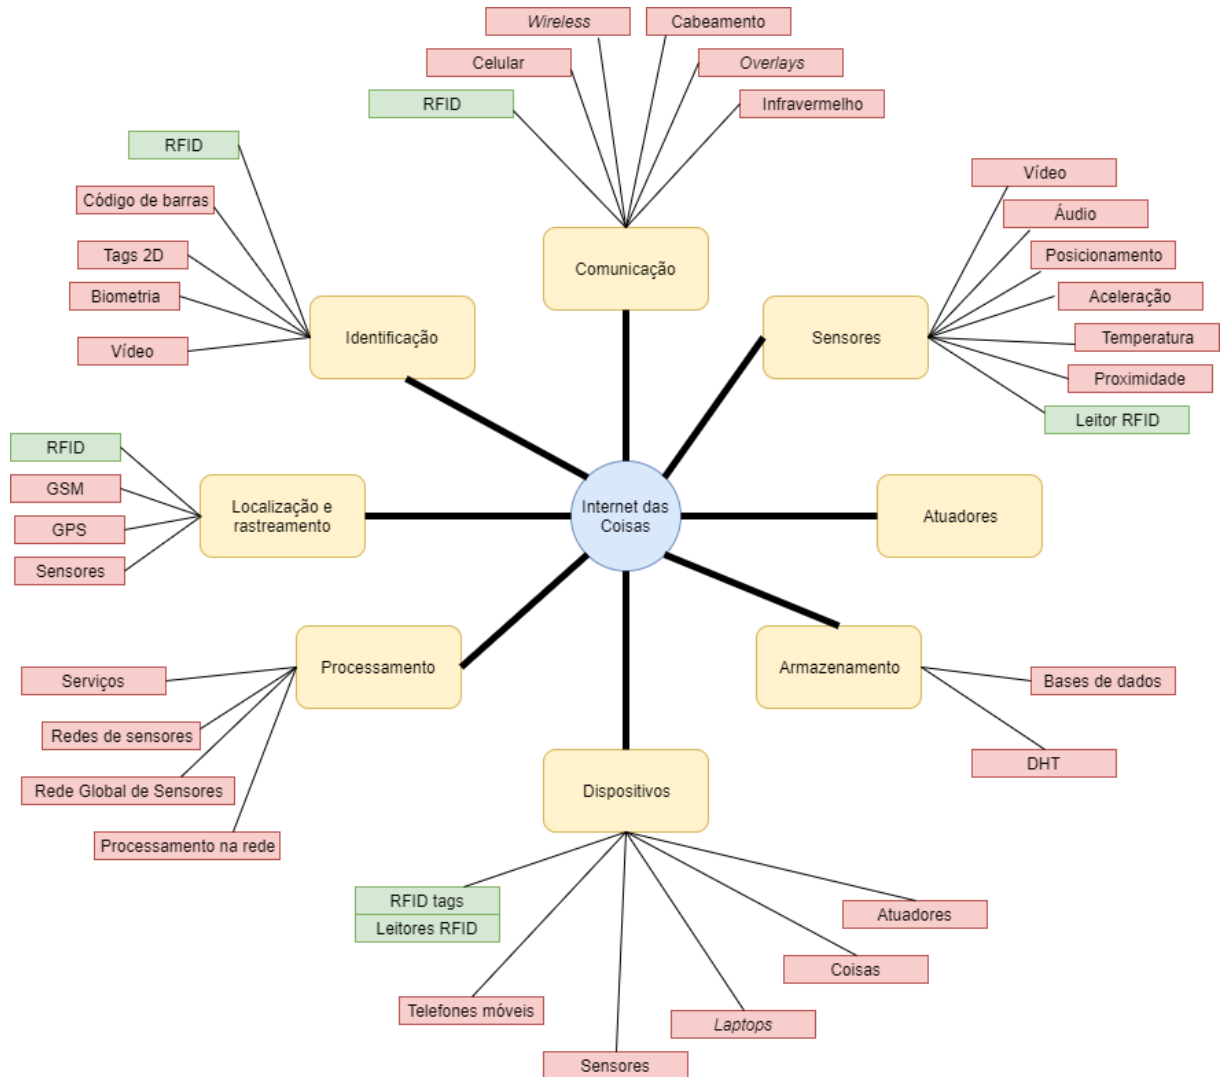 Wireless
Cabeamento
Celular
Overlays
RFID
Infravermelho
Comunicação
RFID
Código de barras
Tags 2D
Biometria
Vídeo
Identificação
Vídeo
Áudio
Posicionamento
Aceleração
Temperatura
Proximidade
Leitor RFID
Sensores
RFID
GSM
GPS
Sensores
Localização e
rastreamento
Internet das
Coisas
Atuadores
Processamento
Serviços
Redes de sensores
Rede Global de Sensores
Processamento na rede
Armazenamento
Bases de dados
DHT
Dispositivos
RFID tags
Leitores RFID
Telefones móveis
Sensores
Laptops
Coisas
Atuadores